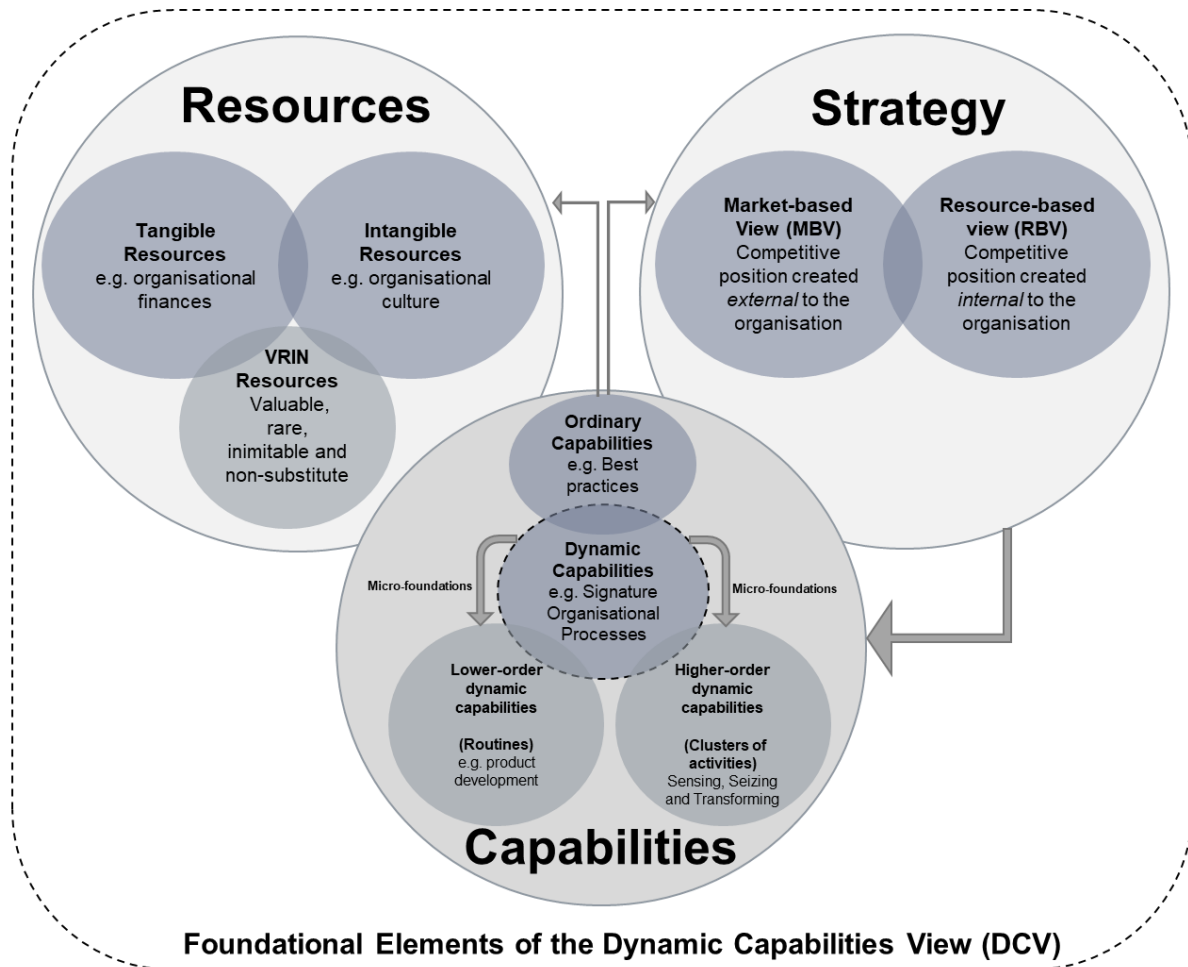 Resources
Strategy
Tangible
Resources
e.g. organisational
finances
Intangible
Resources
e.g. organisational
culture
VRIN
Resources
Valuable,
rare,
inimitable and
non-substitute
Market-based
View (MBV)
Competitive
position created
external to the
organisation
Resource-based
view (RBV)
Competitive
position created
internal to the
organisation
Ordinary
Capabilities
e.g. Best
practices
Dynamic
Capabilities
e.g. Signature
Organisational
Processes
Micro-foundations
Micro-foundations
Lower-order
dynamic
capabilities
(Routines)
e.g. product
development
Higher-order
dynamic
capabilities
(Clusters of
activities)
Sensing, Seizing
and Transforming
Capabilities
Foundational Elements of the Dynamic Capabilities View (DCV)